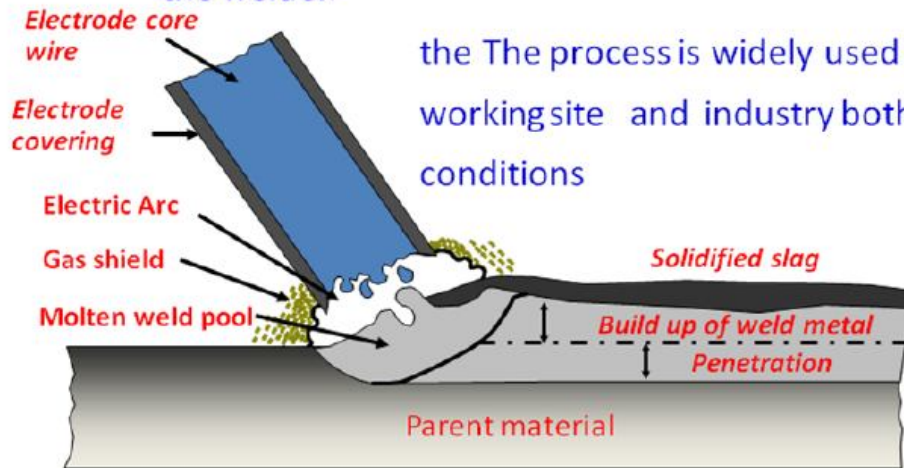 Electrode core
wire
the The process is widely used
working site and industry both
conditions
Electrode
covering
Electric Arc
Gas shield
Molten weld pool
Solidified slag
Build up of weld metal
Penetration
Parent material